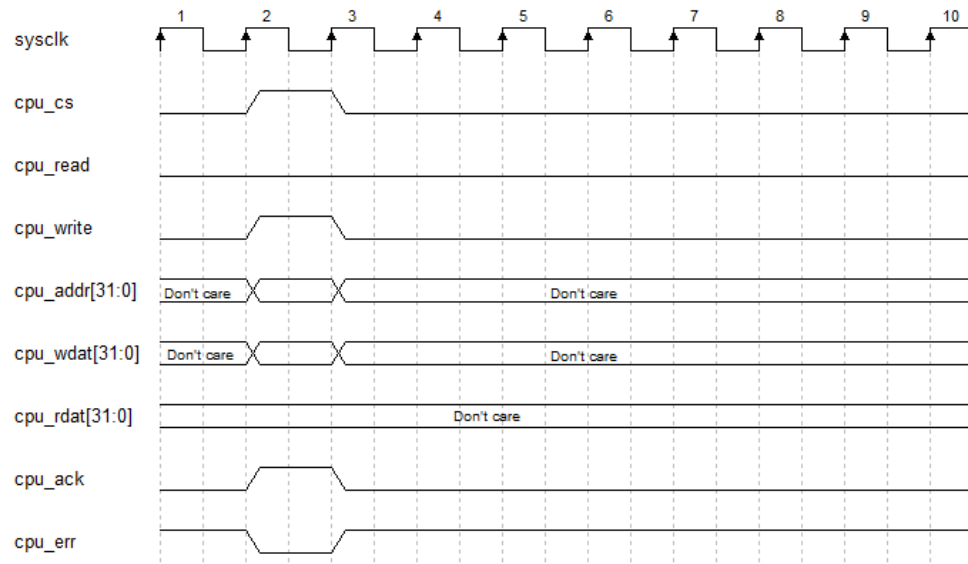 1 2 3 4 5 6 7 8 9 10
sysclk
cpu_cs
cpu_read
cpu_write
cpu_addr[31:0] Don't care Don't care
cpu_wdat[31:0] Don't care Don't care
cpu_rdat[31:0] Don't care
cpu_ack
cpu_err